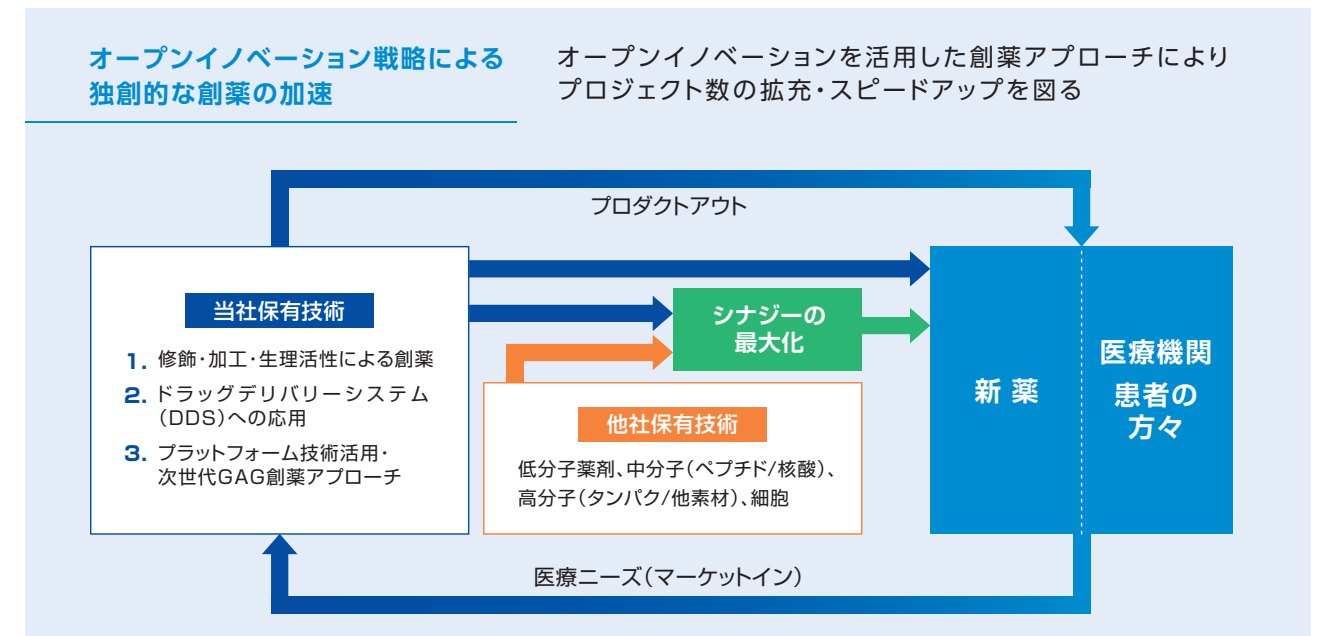 オープンイノベーション戦略による
独創的な創薬の加速
オープンイノベーションを活用した創薬アプローチにより
プロジェクト数の拡充・スピードアップを図る
プロダクトアウト
当社保有技術
1. 修飾・加工・生理活性による創薬
2. ドラッグデリバリーシステム
(DDS)への応用
3. プラットフォーム技術活用・
次世代GAG創薬アプローチ
シナジーの
最大化
他社保有技術
低分子薬剤、中分子(ペプチド/核酸)、
高分子(タンパク/他素材)、細胞
新薬
医療機関
患者の
方々
医療ニーズ(マーケットイン)